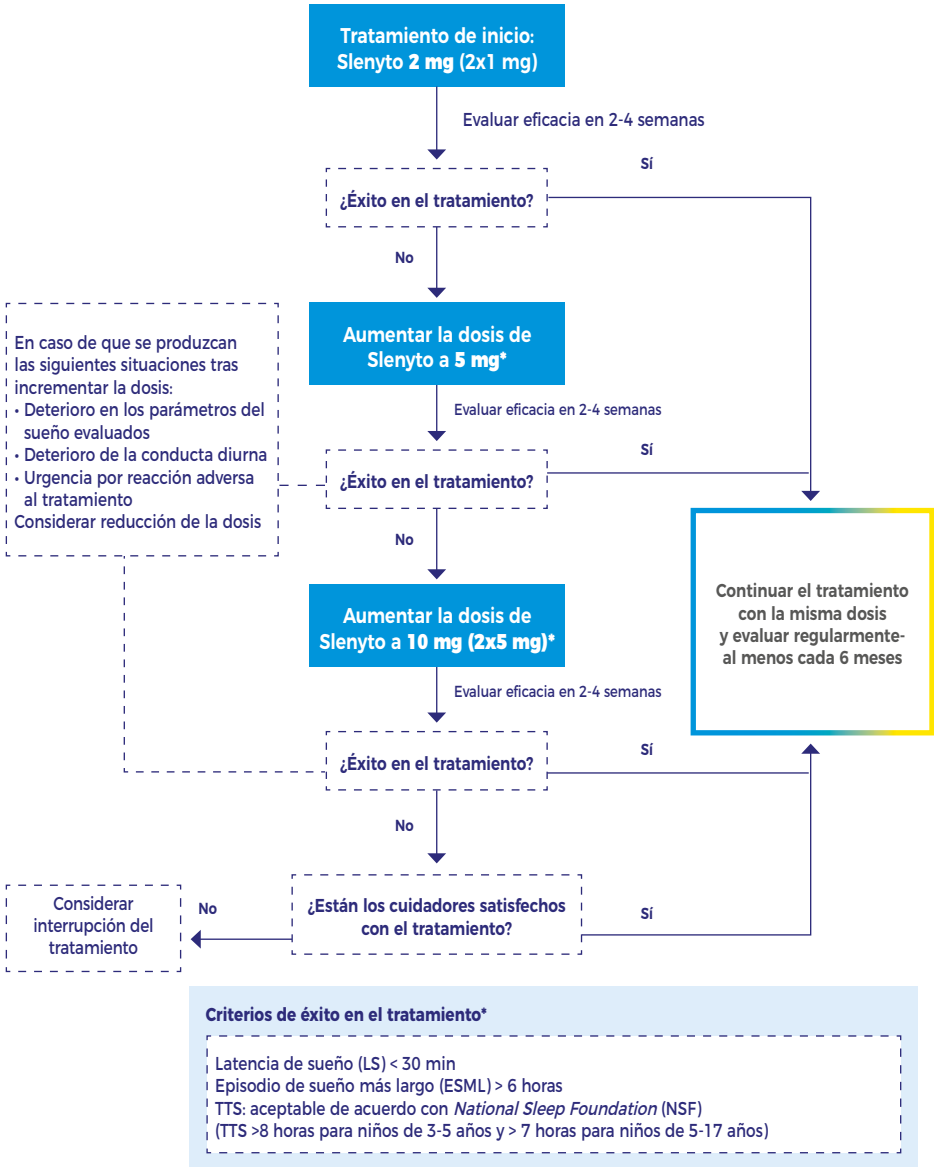 Tratamiento de inicio:
Slenyto 2 mg (2x1 mg)
Evaluar eficacia en 2-4 semanas
Sí
¿Éxito en el tratamiento?
No
Aumentar la dosis de
Slenyto a 5 mg*
En caso de que se produzcan
las siguientes situaciones tras
incrementar la dosis:
• Deterioro en los parámetros del
sueño evaluados
• Deterioro de la conducta diurna
• Urgencia por reacción adversa
al tratamiento
Considerar reducción de la dosis
Evaluar eficacia en 2-4 semanas
Sí
¿Éxito en el tratamiento?
No
Aumentar la dosis de
Slenyto a 10 mg (2x5 mg)*
Continuar el tratamiento
con la misma dosis
y evaluar regularmente-
al menos cada 6 meses
Evaluar eficacia en 2-4 semanas
Sí
¿Éxito en el tratamiento?
No
¿Están los cuidadores satisfechos
con el tratamiento?
Sí
No
Considerar
interrupción del
tratamiento
Criterios de éxito en el tratamiento*
Latencia de sueño (LS) < 30 min
Episodio de sueño más largo (ESML) > 6 horas
TTS: aceptable de acuerdo con National Sleep Foundation (NSF)
(TTS >8 horas para niños de 3-5 años y > 7 horas para niños de 5-17 años)